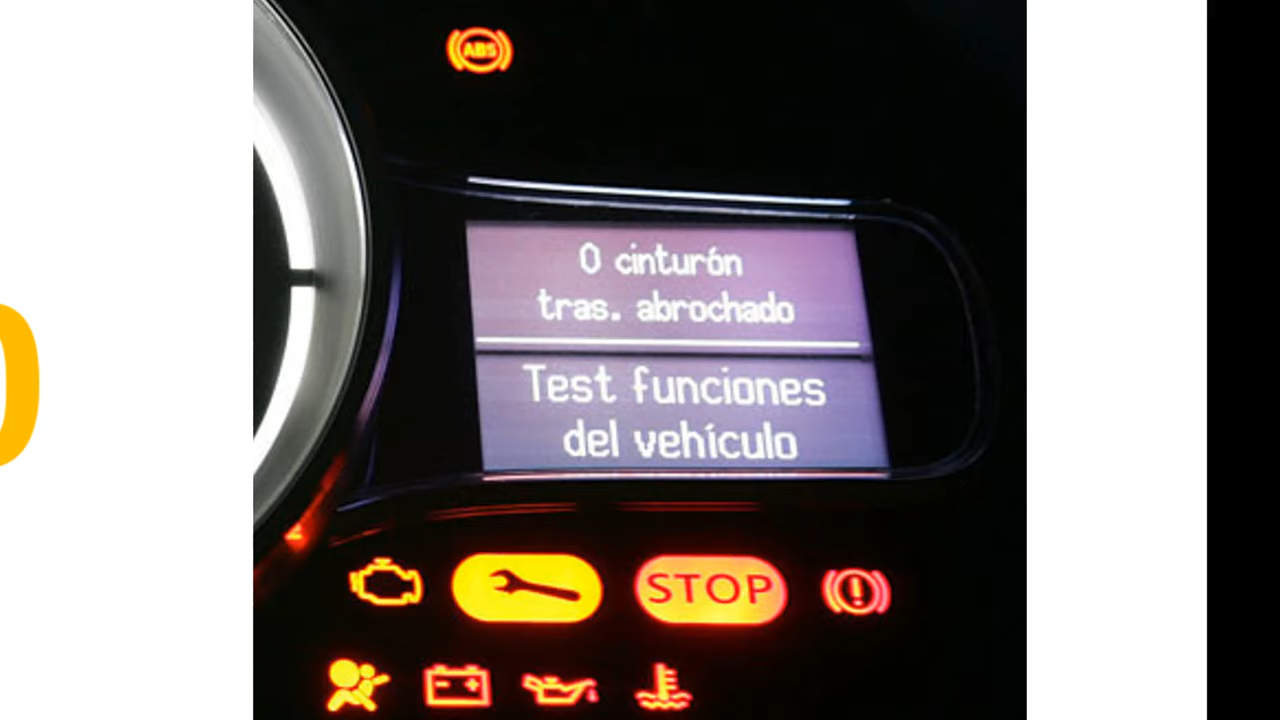 ABS
0 cinturón
tras. abrochado
Test funciones
del vehículo
STOP